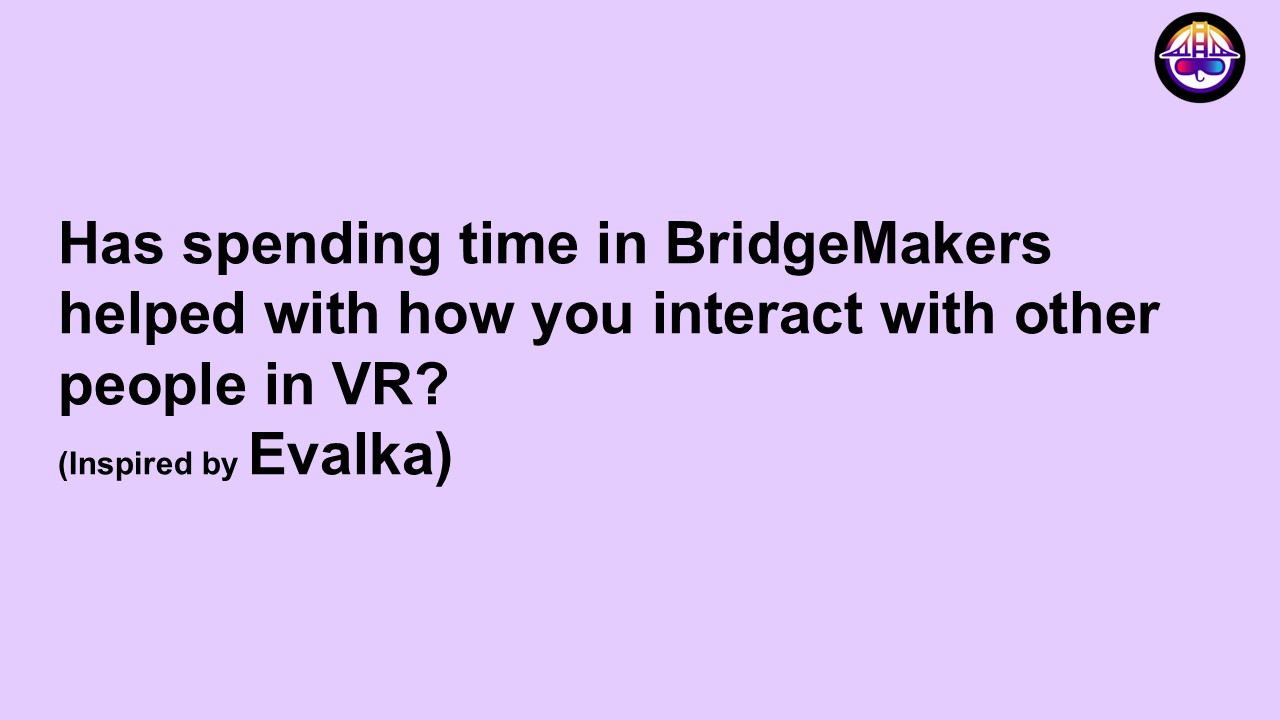 Has spending time in BridgeMakers
helped with how you interact with other
people in VR?
(Inspired by Evalka)